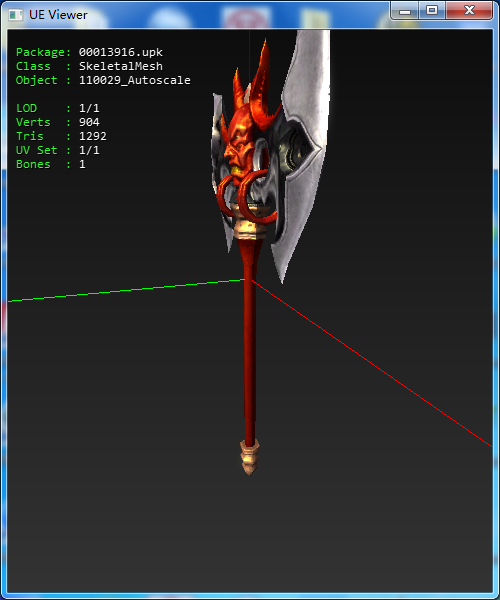 UE Viewer
Package: 00013916.upk
Class : SkeletalMesh
Object : 110029_Autoscale
LOD : 1/1
Verts : 904
Tris : 1292
UV Set : 1/1
Bones : 1